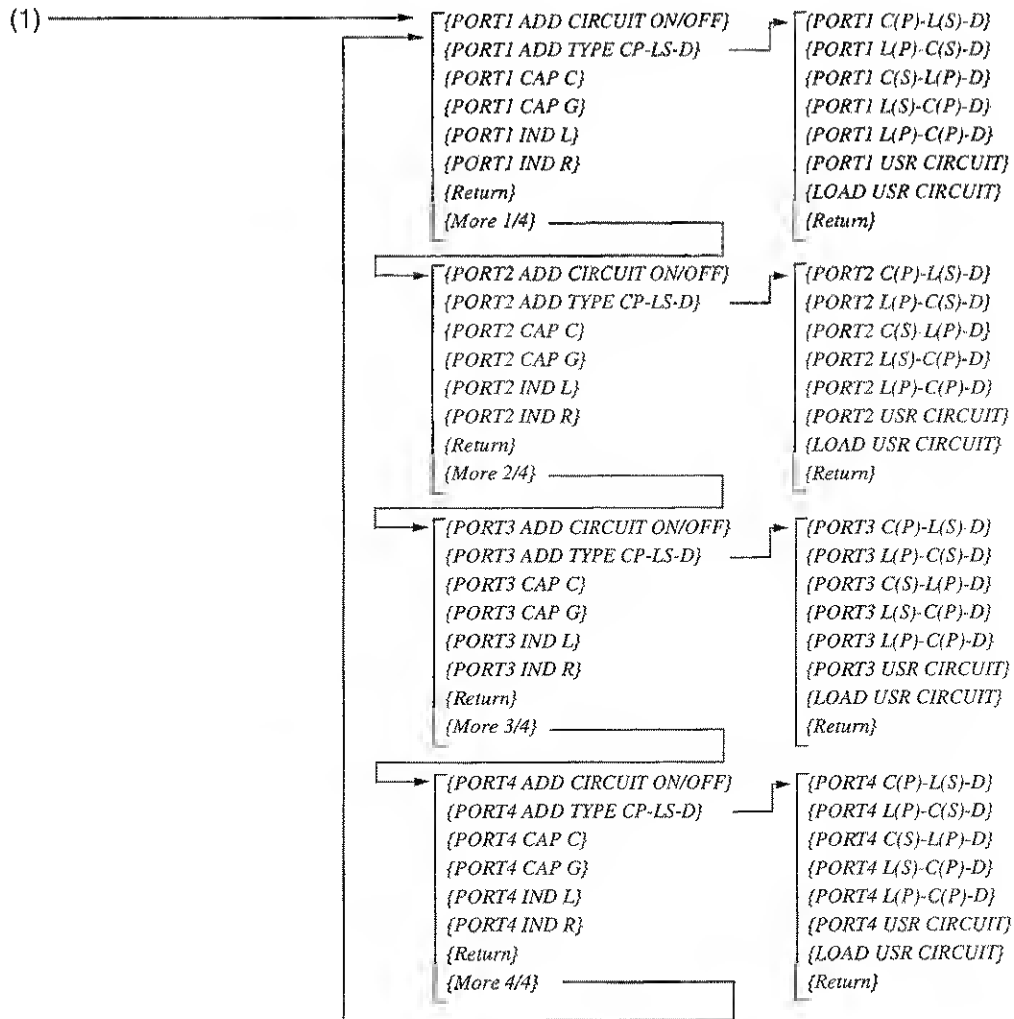 (1)
{PORT1 ADD CIRCUIT ON/OFF}
{PORT1 ADD TYPE CP-LS-D}
{PORT1 CAP C}
{PORT1 CAP G}
{PORT1 IND L}
{PORT1 IND R}
{Return}
{More 1/4}
{PORT1 C(P)-L(S)-D}
{PORT1 L(P)-C(S)-D}
{PORT1 C(S)-L(P)-D}
{PORT1 L(S)-C(P)-D}
{PORT1 L(P)-C(P)-D}
{PORT1 USR CIRCUIT}
{LOAD USR CIRCUIT}
{Return}
{PORT2 ADD CIRCUIT ON/OFF}
{PORT2 ADD TYPE CP-LS-D}
{PORT2 CAP C}
{PORT2 CAP G}
{PORT2 IND L}
{PORT2 IND R}
{Return}
{More 2/4}
{PORT2 C(P)-L(S)-D}
{PORT2 L(P)-C(S)-D}
{PORT2 C(S)-L(P)-D}
{PORT2 L(S)-C(P)-D}
{PORT2 L(P)-C(P)-D}
{PORT2 USR CIRCUIT}
{LOAD USR CIRCUIT}
{Return}
{PORT3 ADD CIRCUIT ON/OFF}
{PORT3 ADD TYPE CP-LS-D}
{PORT3 CAP C}
{PORT3 CAP G}
{PORT3 IND L}
{PORT3 IND R}
{Return}
{More 3/4}
{PORT3 C(P)-L(S)-D}
{PORT3 L(P)-C(S)-D}
{PORT3 C(S)-L(P)-D}
{PORT3 L(S)-C(P)-D}
{PORT3 L(P)-C(P)-D}
{PORT3 USR CIRCUIT}
{LOAD USR CIRCUIT}
{Return}
{PORT4 ADD CIRCUIT ON/OFF}
{PORT4 ADD TYPE CP-LS-D}
{PORT4 CAP C}
{PORT4 CAP G}
{PORT4 IND L}
{PORT4 IND R}
{Return}
{More 4/4}
{PORT4 C(P)-L(S)-D}
{PORT4 L(P)-C(S)-D}
{PORT4 C(S)-L(P)-D}
{PORT4 L(S)-C(P)-D}
{PORT4 L(P)-C(P)-D}
{PORT4 USR CIRCUIT}
{LOAD USR CIRCUIT}
{Return}